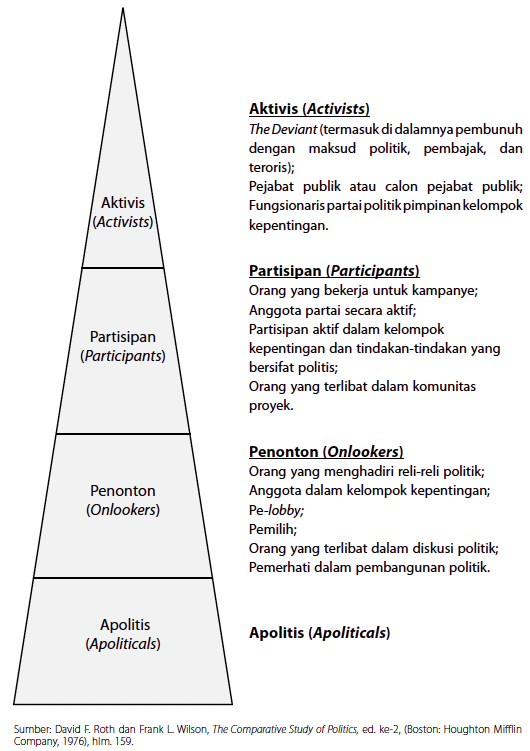 Aktivis (Activists)
The Deviant (termasuk di dalamnya pembunuh
dengan maksud politik, pembajak, dan
teroris);
Pejabat publik atau calon pejabat publik;
Fungsionaris partai politik pimpinan kelompok
kepentingan.
Aktivis
(Activists)
Partisipan (Participants)
Orang yang bekerja untuk kampanye;
Anggota partai secara aktif;
Partisipan aktif dalam kelompok
kepentingan dan tindakan-tindakan yang
bersifat politis;
Orang yang terlibat dalam komunitas
proyek.
Partisipan
(Participants)
Penonton (Onlookers)
Orang yang menghadiri reli-reli politik;
Anggota dalam kelompok kepentingan;
Pe-lobby;
Pemilih;
Orang yang terlibat dalam diskusi politik;
Pemerhati dalam pembangunan politik.
Penonton
(Onlookers)
Apolitis
(Apoliticals)
Apolitis (Apoliticals)
Sumber: David F. Roth dan Frank L. Wilson, The Comparative Study of Politics, ed. ke-2, (Boston: Houghton Mifflin
Company, 1976), hlm. 159.